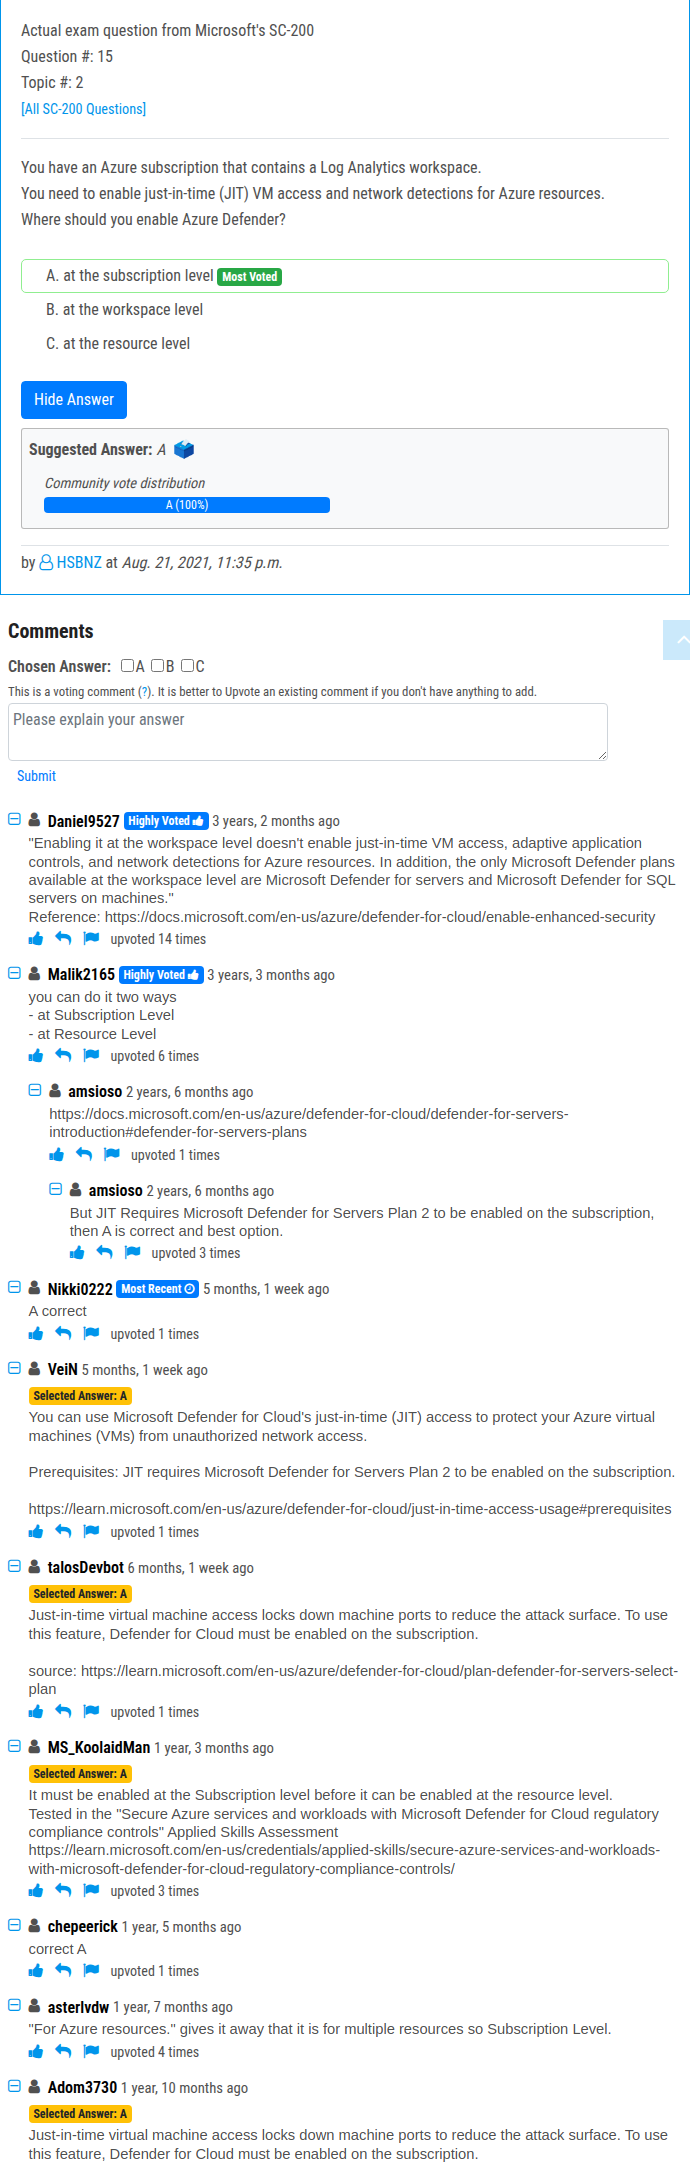 Actual exam question from Microsoft's SC-200
Question #: 15
Topic #: 2
[All SC-200 Questions]
You have an Azure subscription that contains a Log Analytics workspace.
You need to enable just-in-time (JIT) VM access and network detections for Azure resources.
Where should you enable Azure Defender?
A. at the subscription level Most Voted
B. at the workspace level
C. at the resource level
Hide Answer
Suggested Answer: A
Community vote distribution
A (100%)
by HSBNZ at Aug. 21, 2021, 11:35 p.m.
Comments
Chosen Answer: A B C
This is a voting comment (?). It is better to Upvote an existing comment if you don't have anything to add.
Please explain your answer
Submit
Daniel9527 Highly Voted 3 years, 2 months ago
"Enabling it at the workspace level doesn't enable just-in-time VM access, adaptive application
controls, and network detections for Azure resources. In addition, the only Microsoft Defender plans
available at the workspace level are Microsoft Defender for servers and Microsoft Defender for SQL
servers on machines."
Reference: https://docs.microsoft.com/en-us/azure/defender-for-cloud/enable-enhanced-security
upvoted 14 times
Malik2165 Highly Voted 3 years, 3 months ago
you can do it two ways
- at Subscription Level
- at Resource Level
upvoted 6 times
amsioso 2 years, 6 months ago
https://docs.microsoft.com/en-us/azure/defender-for-cloud/defender-for-servers-
introduction#defender-for-servers-plans
upvoted 1 times
amsioso 2 years, 6 months ago
But JIT Requires Microsoft Defender for Servers Plan 2 to be enabled on the subscription,
then A is correct and best option.
upvoted 3 times
Nikki0222 Most Recent 5 months, 1 week ago
A correct
upvoted 1 times
VeiN 5 months, 1 week ago
Selected Answer: A
You can use Microsoft Defender for Cloud's just-in-time (JIT) access to protect your Azure virtual
machines (VMs) from unauthorized network access.
Prerequisites: JIT requires Microsoft Defender for Servers Plan 2 to be enabled on the subscription.
https://learn.microsoft.com/en-us/azure/defender-for-cloud/just-in-time-access-usage#prerequisites
upvoted 1 times
talosDevbot 6 months, 1 week ago
Selected Answer: A
Just-in-time virtual machine access locks down machine ports to reduce the attack surface. To use
this feature, Defender for Cloud must be enabled on the subscription.
source: https://learn.microsoft.com/en-us/azure/defender-for-cloud/plan-defender-for-servers-select-
plan
upvoted 1 times
MS_KoolaidMan 1 year, 3 months ago
Selected Answer: A
It must be enabled at the Subscription level before it can be enabled at the resource level.
Tested in the "Secure Azure services and workloads with Microsoft Defender for Cloud regulatory
compliance controls" Applied Skills Assessment
https://learn.microsoft.com/en-us/credentials/applied-skills/secure-azure-services-and-workloads-
with-microsoft-defender-for-cloud-regulatory-compliance-controls/
upvoted 3 times
chepeerick 1 year, 5 months ago
correct A
upvoted 1 times
asterlvdw 1 year, 7 months ago
"For Azure resources." gives it away that it is for multiple resources so Subscription Level.
upvoted 4 times
Adom3730 1 year, 10 months ago
Selected Answer: A
Just-in-time virtual machine access locks down machine ports to reduce the attack surface. To use
this feature, Defender for Cloud must be enabled on the subscription.